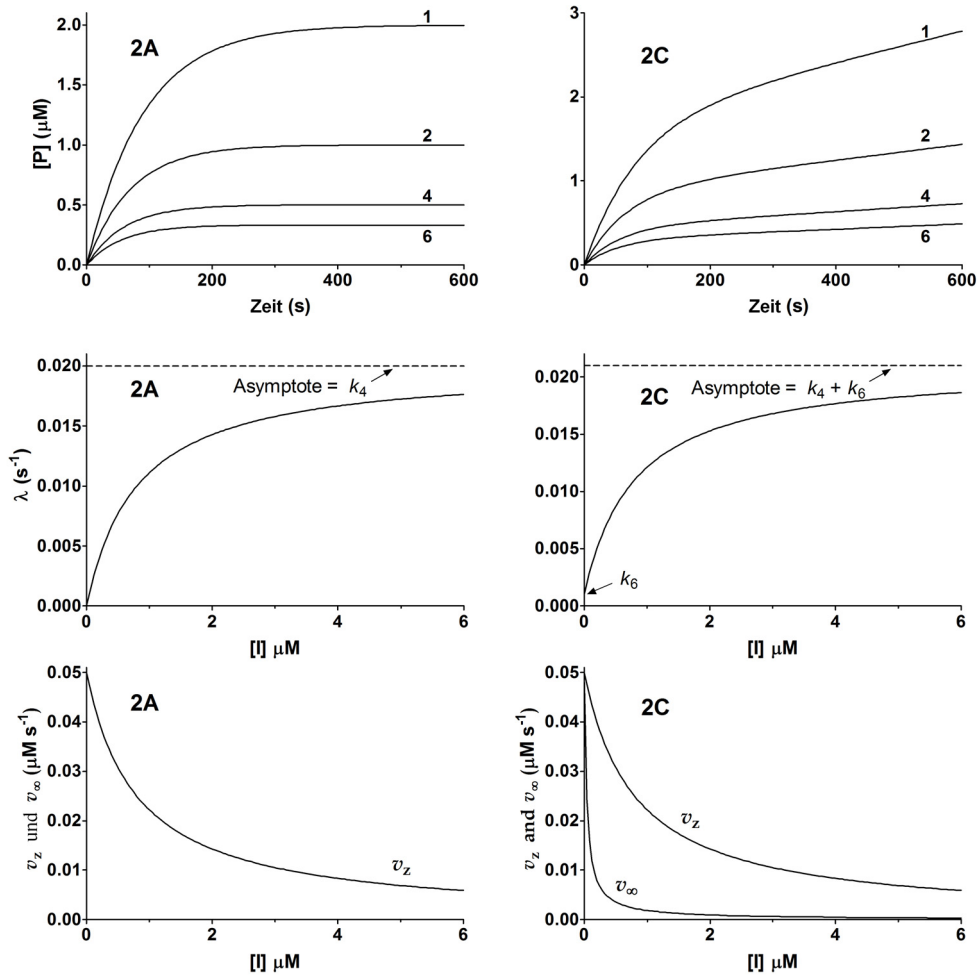 2A
1
2
4
6
[P] (μM)
2.0
1.5
1.0
0.5
0.0
0 200 400 600
Zeit (s)
2C
1
2
4
6
3
2
1
0
0 200 400 600
Zeit (s)
2A
Asymptote = k4
λ (s-1)
0.020
0.015
0.010
0.005
0.000
0 2 4 6
[I] μM
2C
Asymptote = k4 + k6
k6
0.020
0.015
0.010
0.005
0.000
0 2 4 6
[I] μM
2A
vz
vz und v∞ (μM s-1)
0.05
0.04
0.03
0.02
0.01
0.00
0 2 4 6
[I] μM
2C
vz
v∞
vz and v∞ (μM s-1)
0.05
0.04
0.03
0.02
0.01
0.00
0 2 4 6
[I] μM